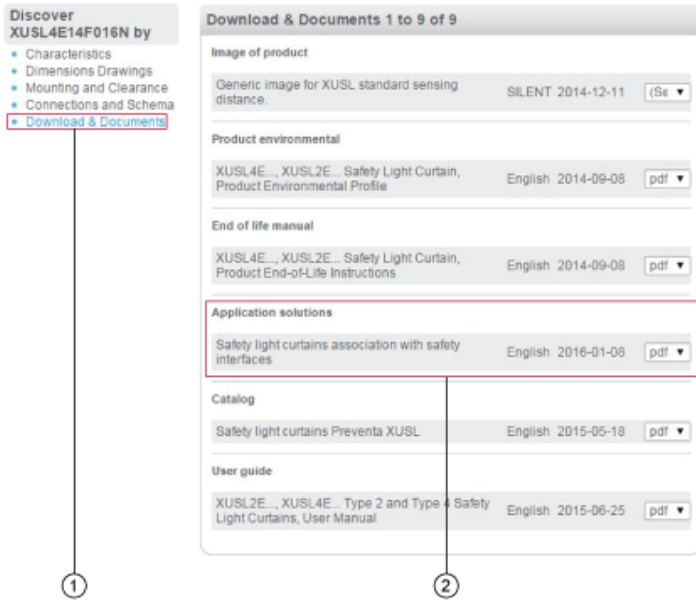 Discover
XUSL4E14F016N by
Characteristics
Dimensions Drawings
Mounting and Clearance
Connections and Schema
Download & Documents
Download & Documents 1 to 9 of 9
Image of product
Generic image for XUSL standard sensing
distance.
SILENT 2014-12-11 (Se
Product environmental
XUSL4E..., XUSL2E... Safety Light Curtain,
Product Environmental Profile
English 2014-09-08 pdf
End of life manual
XUSL4E..., XUSL2E... Safety Light Curtain,
Product End-of-Life Instructions
English 2014-09-08 pdf
Application solutions
Safety light curtains association with safety
interfaces
English 2016-01-08 pdf
Catalog
Safety light curtains Preventa XUSL English 2015-05-18 pdf
User guide
XUSL2E..., XUSL4E... Type 2 and Type 4 Safety
Light Curtains, User Manual
English 2015-06-25 pdf
1
2